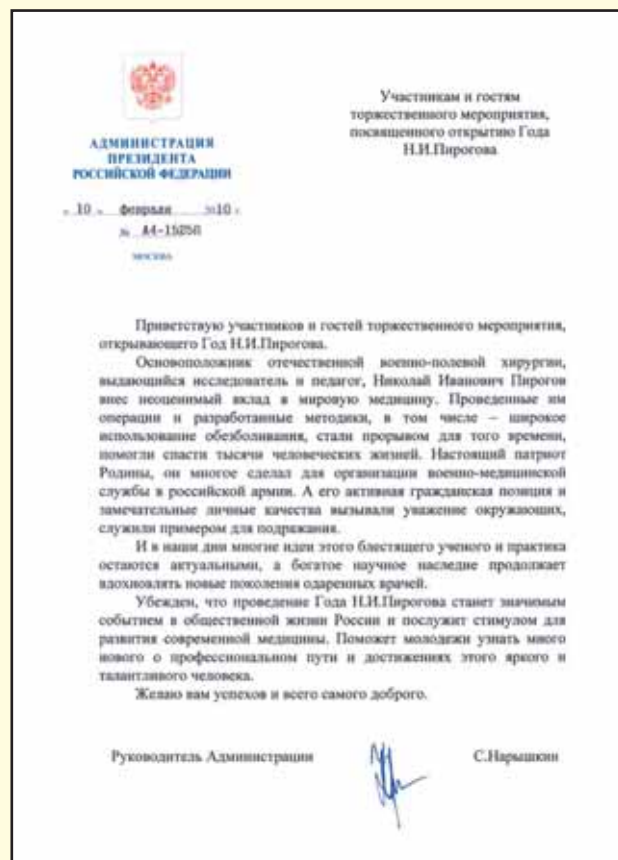 АДМИНИСТРАЦИЯ
ПРЕЗИДЕНТА
РОССИЙСКОЙ ФЕДЕРАЦИИ
« 10 » февраля 2010 г.
№ А4-1525б
МОСКВА
Участникам и гостям
торжественного мероприятия,
посвященного открытию Года
Н.И.Пирогова
Приветствую участников и гостей торжественного мероприятия,
открывающего Год Н.И.Пирогова.
Основоположник отечественной военно-полевой хирургии,
выдающийся исследователь и педагог, Николай Иванович Пирогов
внес неоценимый вклад в мировую медицину. Проведенные им
операции и разработанные методики, в том числе – широкое
использование обезболивания, стали прорывом для того времени,
помогли спасти тысячи человеческих жизней. Настоящий патриот
Родины, он многое сделал для организации военно-медицинской
службы в российской армии. А его активная гражданская позиция и
замечательные личные качества вызывали уважение окружающих,
служили примером для подражания.
И в наши дни многие идеи этого блестящего ученого и практика
остаются актуальными, а богатое научное наследие продолжает
вдохновлять новые поколения одаренных врачей.
Убежден, что проведение Года Н.И.Пирогова станет значимым
событием в общественной жизни России и послужит стимулом для
развития современной медицины. Поможет молодежи узнать много
нового о профессиональном пути и достижениях этого яркого и
талантливого человека.
Желаю вам успехов и всего самого доброго.
Руководитель Администрации
С.Нарышкин